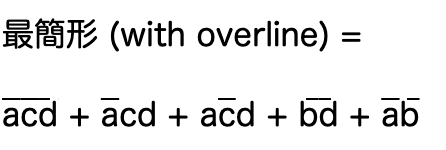 最簡形 (with overline) =
a̅c̅d̅ + a̅cd + ac̅d + b̅d̅ + a̅b̅